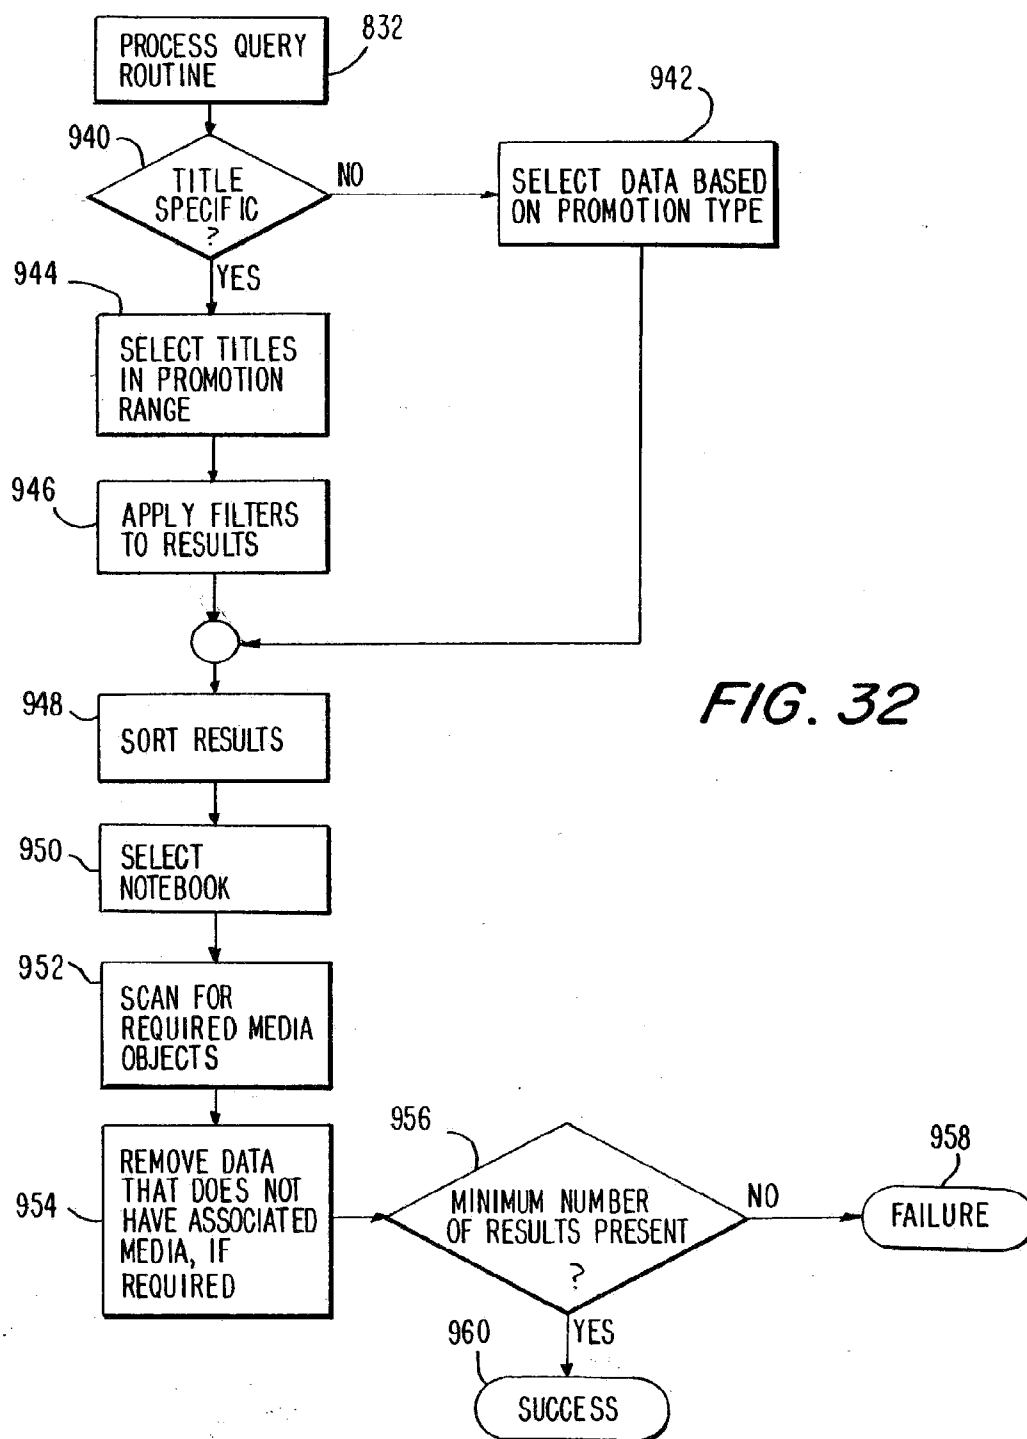 PROCESS QUERY
ROUTINE
832
940
TITLE
SPECIFIC
?
NO
942
SELECT DATA BASED
ON PROMOTION TYPE
YES
944
SELECT TITLES
IN PROMOTION
RANGE
946
APPLY FILTERS
TO RESULTS
948
SORT RESULTS
FIG. 32
950
SELECT
NOTEBOOK
952
SCAN FOR
REQUIRED MEDIA
OBJECTS
954
REMOVE DATA
THAT DOES NOT
HAVE ASSOCIATED
MEDIA, IF
REQUIRED
956
MINIMUM NUMBER
OF RESULTS PRESENT
?
NO
958
FAILURE
YES
960
SUCCESS